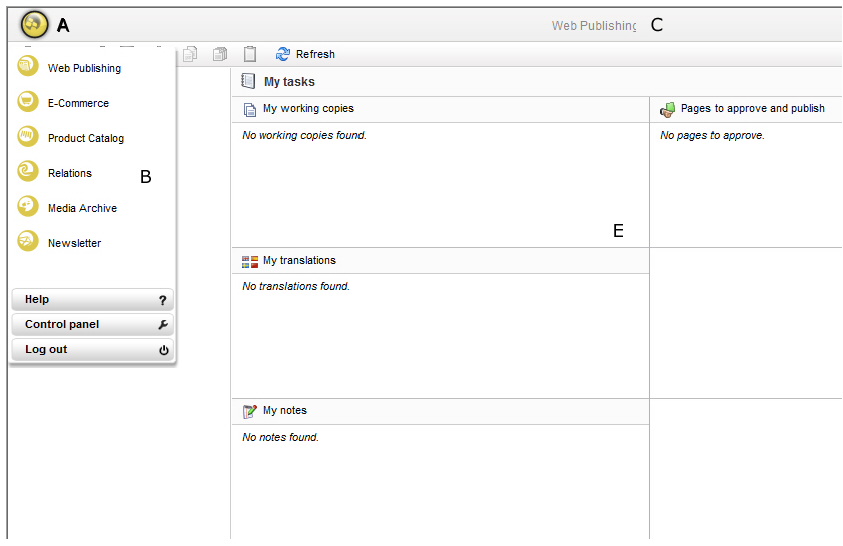 A
Web Publishing C
Refresh
Web Publishing
E-Commerce
Product Catalog
Relations
B
Media Archive
Newsletter
Help ?
Control panel
Log out
My tasks
My working copies
No working copies found.
E
Pages to approve and publish
No pages to approve.
My translations
No translations found.
My notes
No notes found.